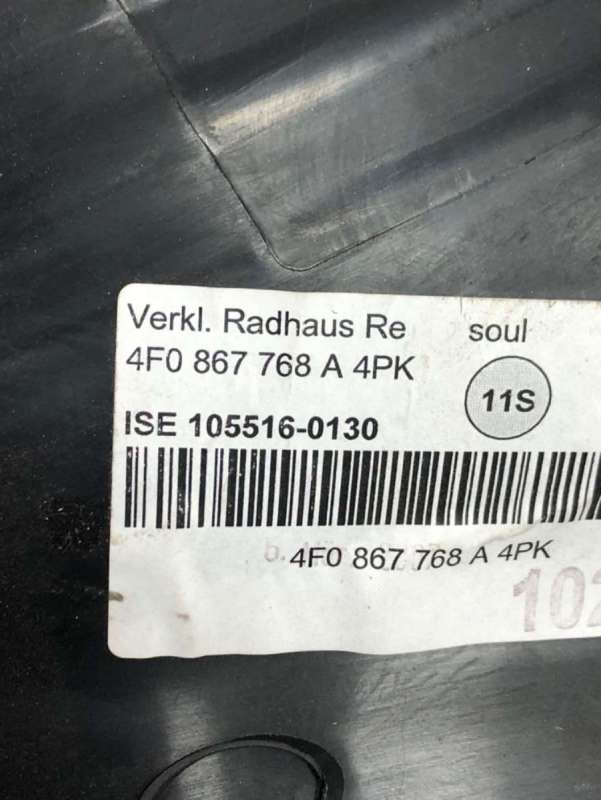 Verkl. Radhaus Re soul
4F0 867 768 A 4PK
11S
ISE 105516-0130
4F0 867 768 A 4PK
102